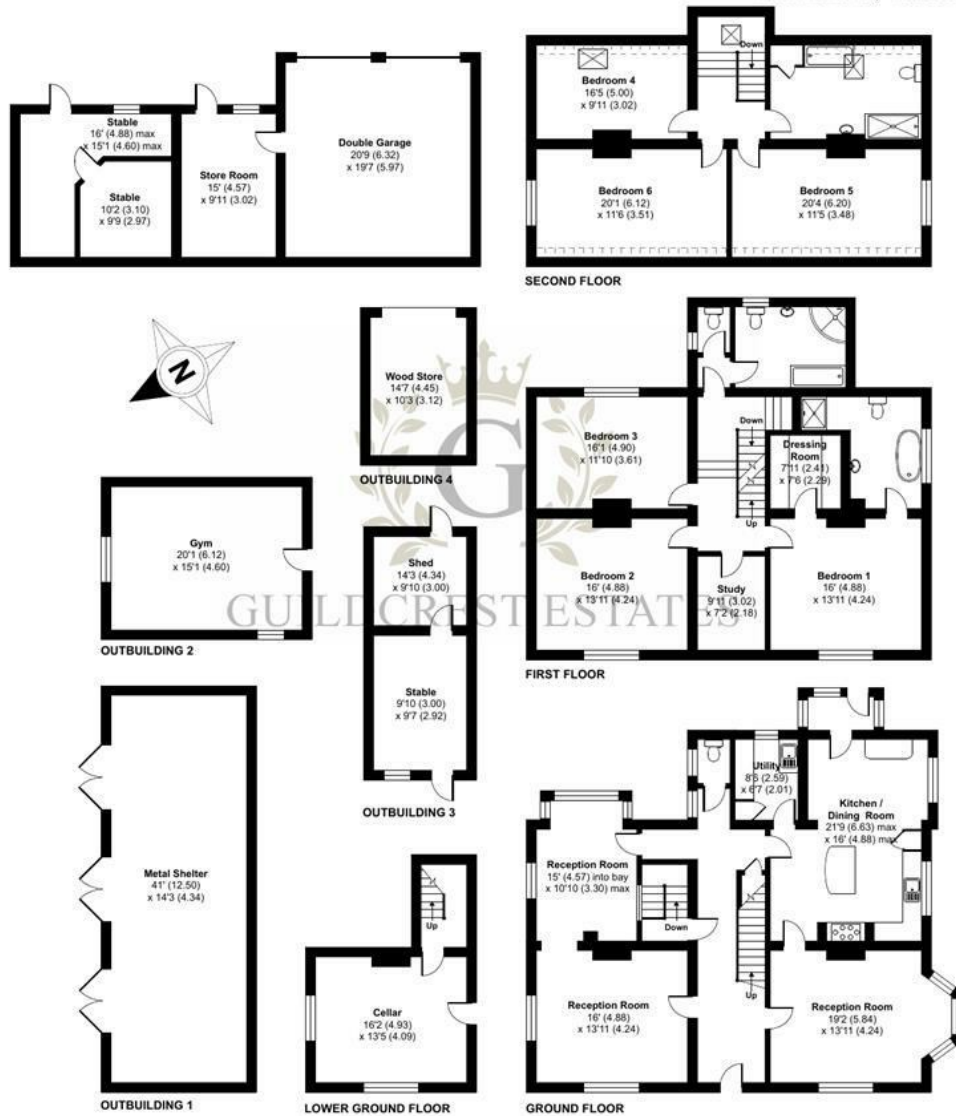 Stable
16' (4.88) max
x 15'1 (4.60) max
Stable
10'2 (3.10)
x 9'9 (2.97)
Store Room
15' (4.57)
x 9'11 (3.02)
Double Garage
20'9 (6.32)
x 19'7 (5.97)
Bedroom 4
16'5 (5.00)
x 9'11 (3.02)
Down
Bedroom 6
20'1 (6.12)
x 11'6 (3.51)
Bedroom 5
20'4 (6.20)
x 11'5 (3.48)
SECOND FLOOR
N
Wood Store
14'7 (4.45)
x 10'3 (3.12)
OUTBUILDING 4
Bedroom 3
16'1 (4.90)
x 11'10 (3.61)
Down
Dressing
Room
7'11 (2.41)
x 7'6 (2.29)
Up
Bedroom 2
16' (4.88)
x 13'11 (4.24)
Study
9'11 (3.02)
x 7'2 (2.18)
Bedroom 1
16' (4.88)
x 13'11 (4.24)
FIRST FLOOR
G
GUILDCREST ESTATES
Gym
20'1 (6.12)
x 15'1 (4.60)
OUTBUILDING 2
Shed
14'3 (4.34)
x 9'10 (3.00)
Stable
9'10 (3.00)
x 9'7 (2.92)
OUTBUILDING 3
Metal Shelter
41' (12.50)
x 14'3 (4.34)
OUTBUILDING 1
Up
Cellar
16'2 (4.93)
x 13'5 (4.09)
LOWER GROUND FLOOR
Utility
8'6 (2.59)
x 6'7 (2.01)
Kitchen /
Dining Room
21'9 (6.63) max
x 16' (4.88) max
Reception Room
15' (4.57) into bay
x 10'10 (3.30) max
Down
Up
Reception Room
16' (4.88)
x 13'11 (4.24)
Reception Room
19'2 (5.84)
x 13'11 (4.24)
GROUND FLOOR